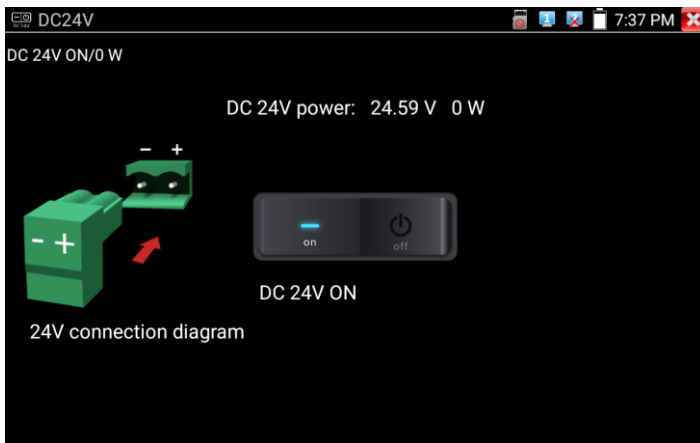 DC24V
7:37 PM
DC 24V ON/0 W
DC 24V power: 24.59 V 0 W
- +
- +
on
off
DC 24V ON
24V connection diagram